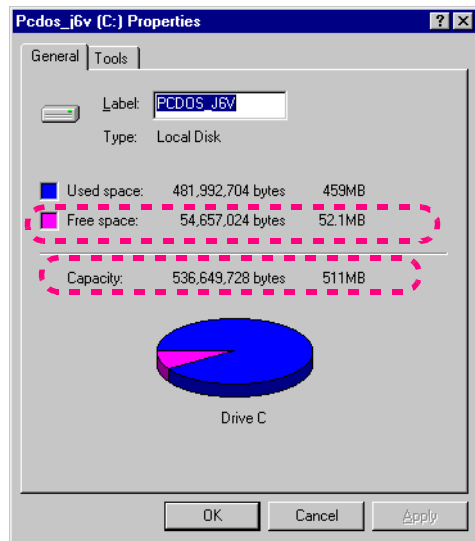 Pcdos_j6v (C:) Properties
General Tools
Label: PCDOS_J6V
Type: Local Disk
Used space: 481,992,704 bytes 459MB
Free space: 54,657,024 bytes 52.1MB
Capacity: 536,649,728 bytes 511MB
Drive C
OK Cancel Apply